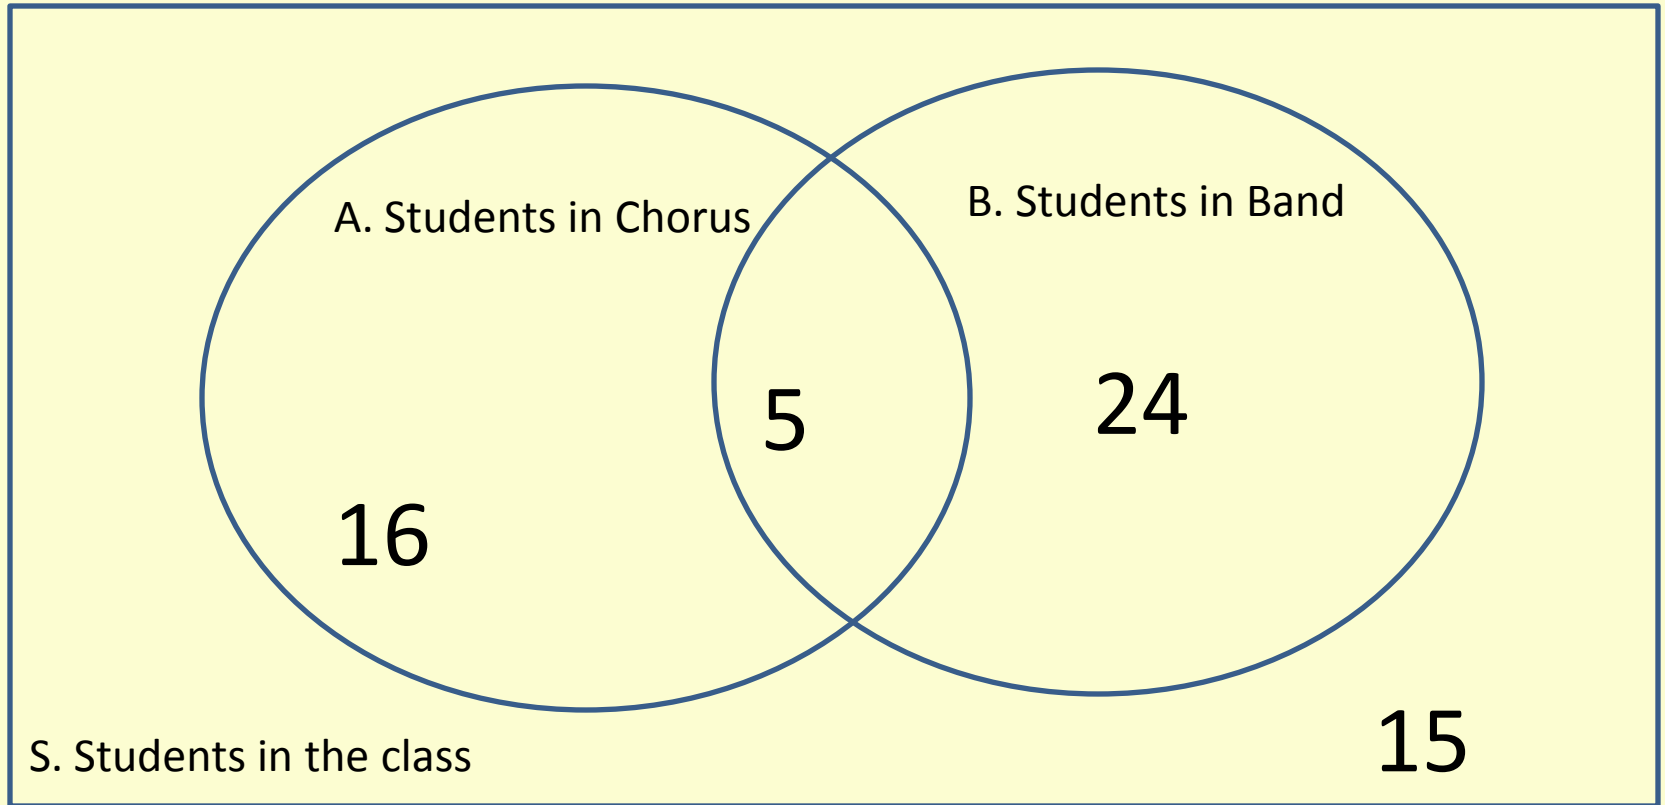 A. Students in Chorus
B. Students in Band
5
24
16
15
S. Students in the class